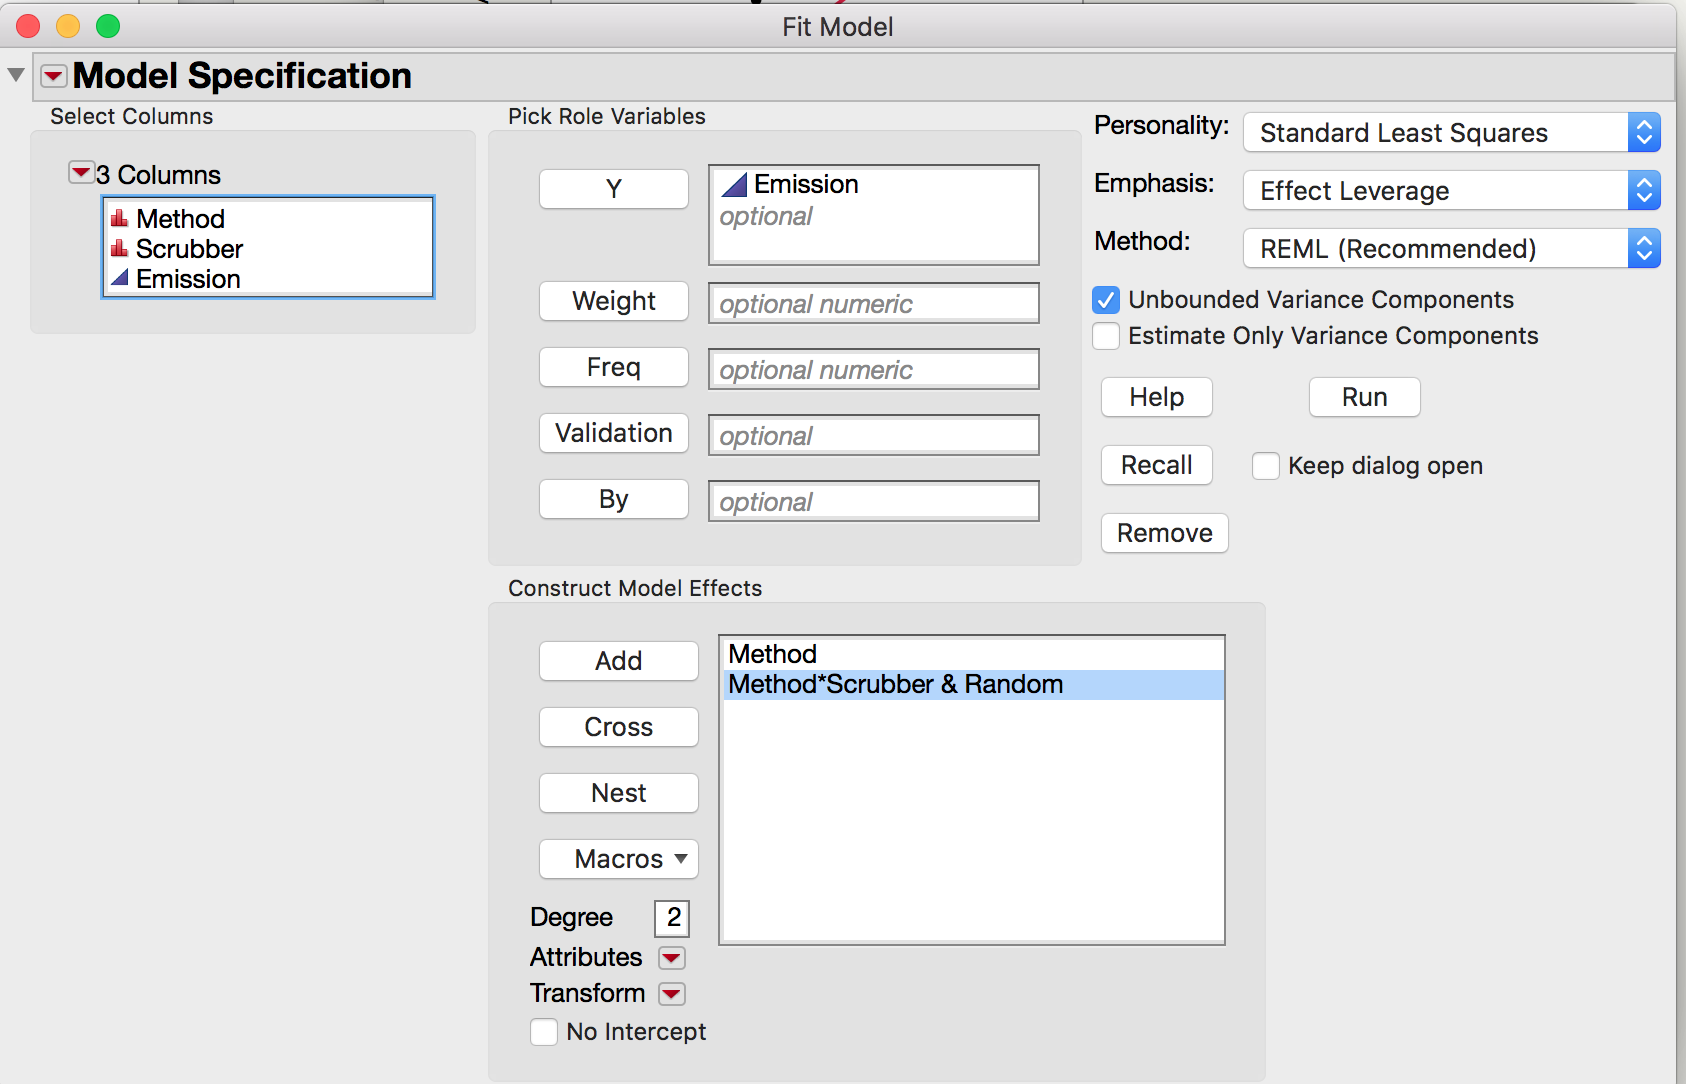 Fit Model
Model Specification
Select Columns
3 Columns
Method
Scrubber
Emission
Pick Role Variables
Y
Emission
optional
Weight
optional numeric
Freq
optional numeric
Validation
optional
By
optional
Personality:
Standard Least Squares
Emphasis:
Effect Leverage
Method:
REML (Recommended)
Unbounded Variance Components
Estimate Only Variance Components
Help
Run
Recall
Keep dialog open
Remove
Construct Model Effects
Add
Cross
Nest
Macros
Method
Method*Scrubber & Random
Degree 2
Attributes
Transform
No Intercept